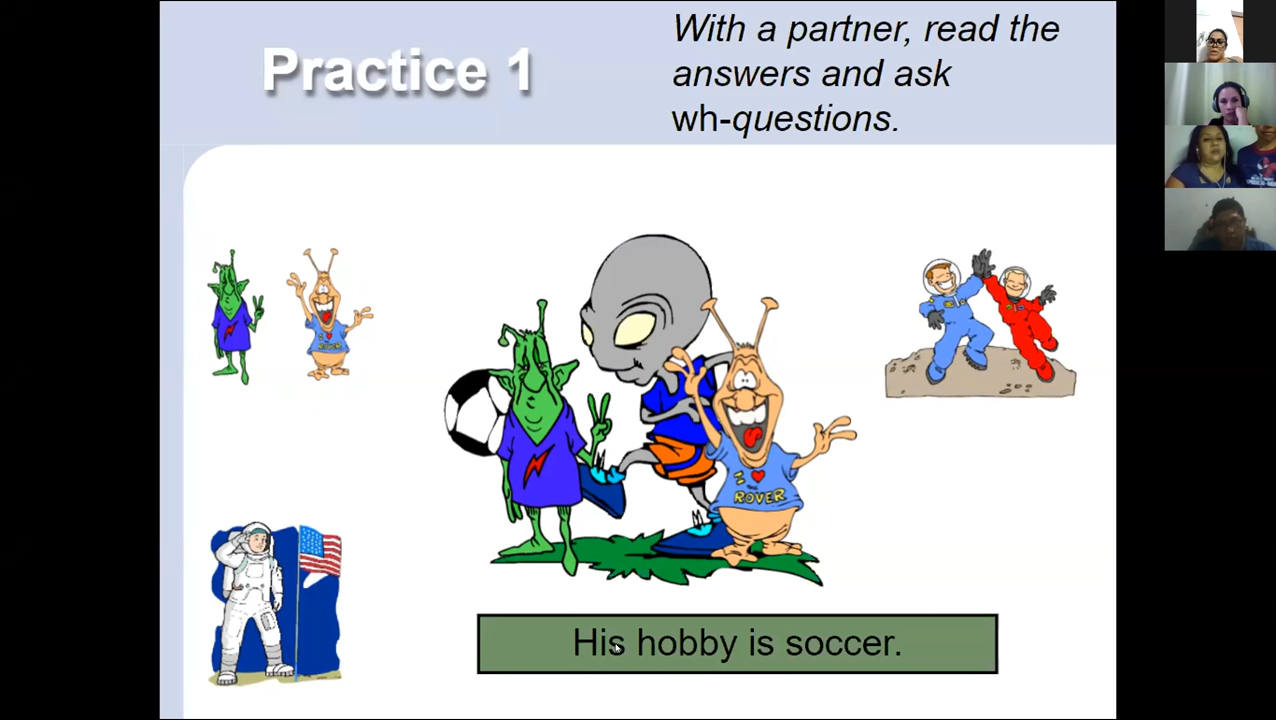 Practice 1
With a partner, read the
answers and ask
wh-questions.
I ❤
ROVER
His hobby is soccer.